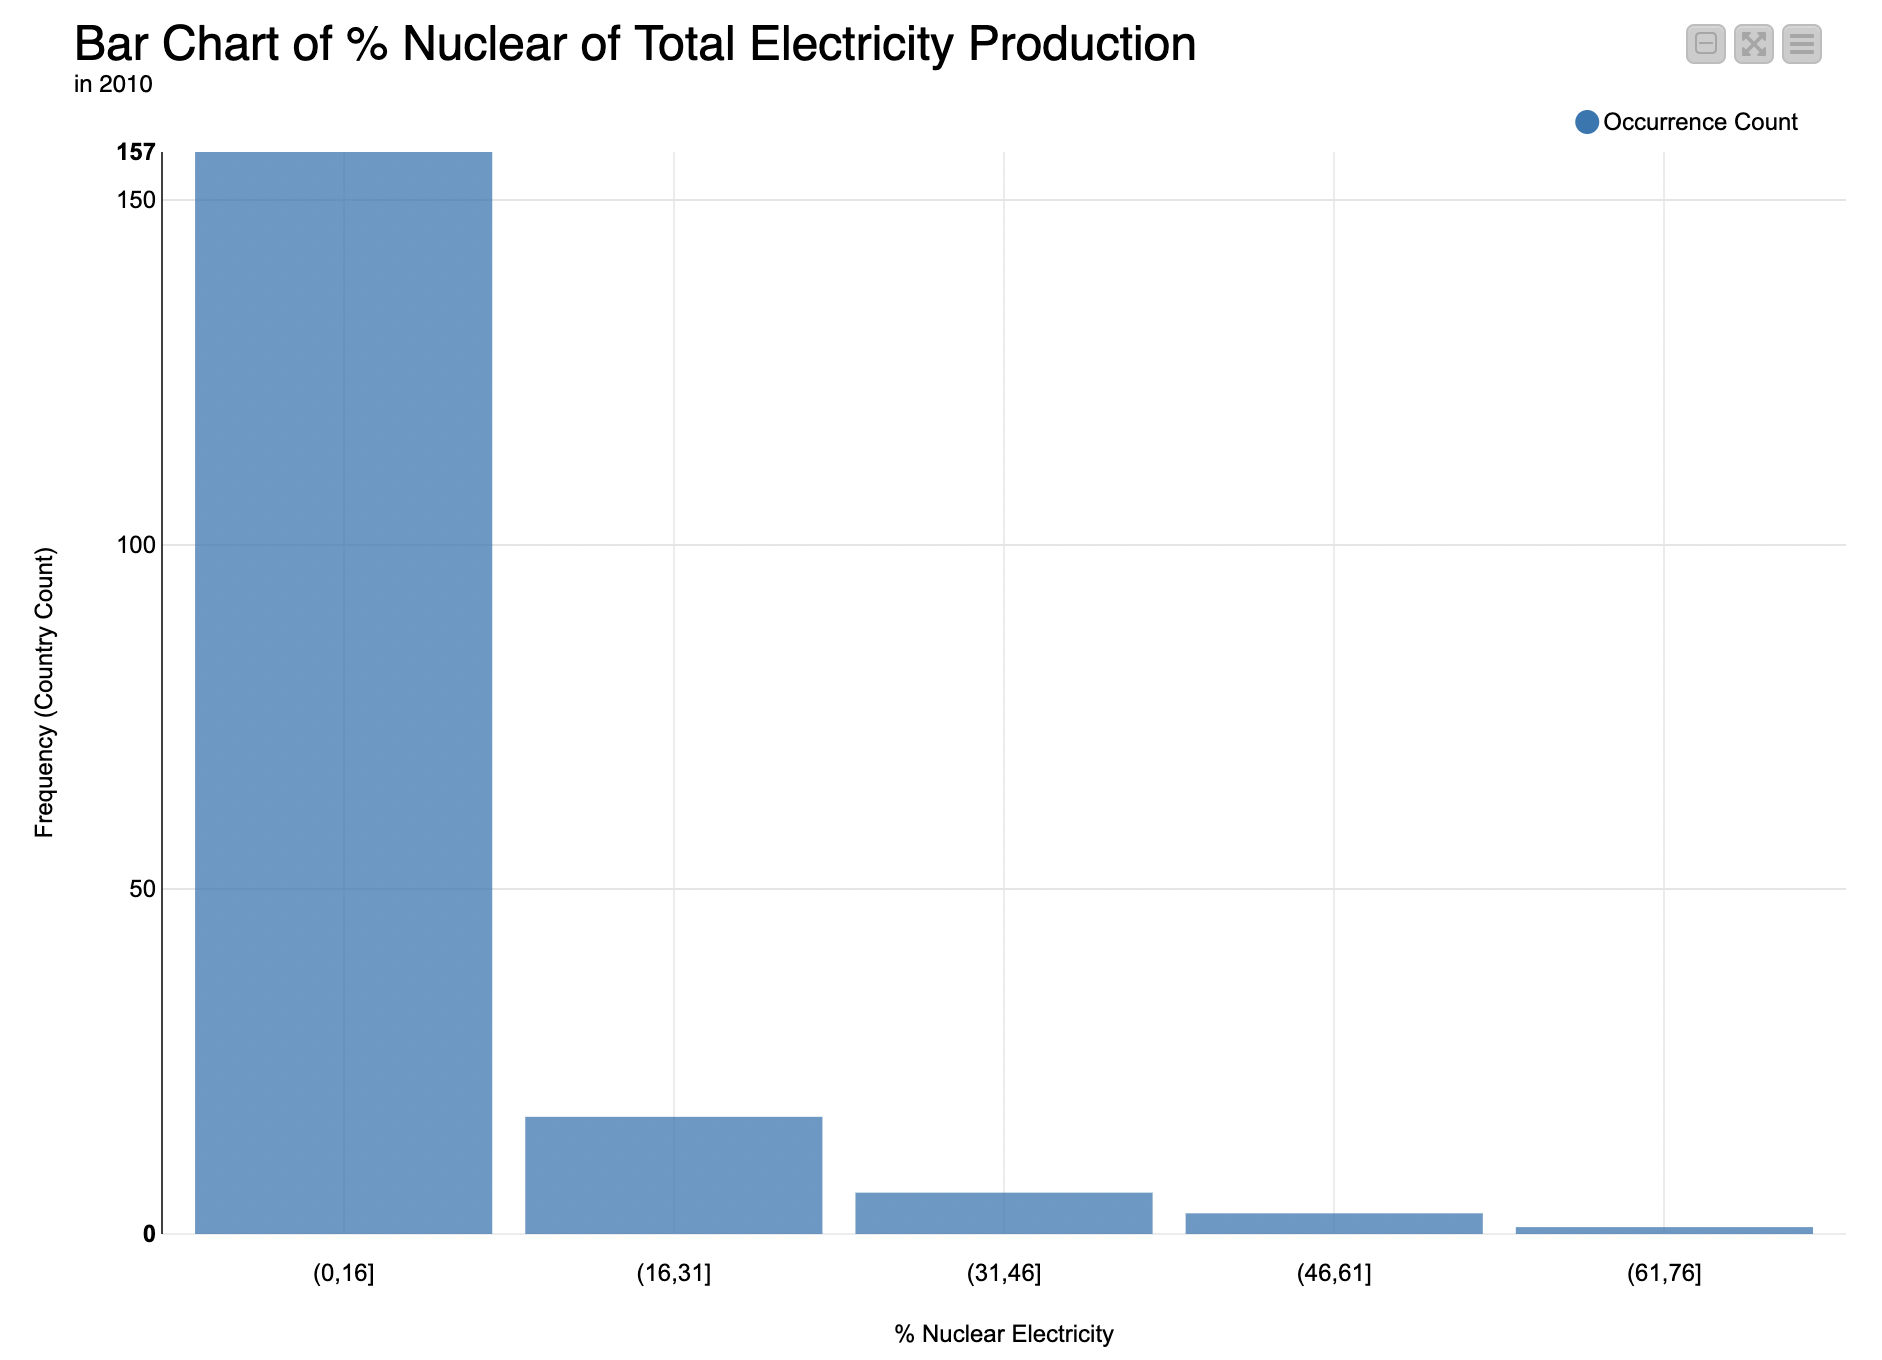 Bar Chart of % Nuclear of Total Electricity Production
in 2010
Occurrence Count
157
150
100
50
0
Frequency (Country Count)
(0,16]
(16,31]
(31,46]
(46,61]
(61,76]
% Nuclear Electricity